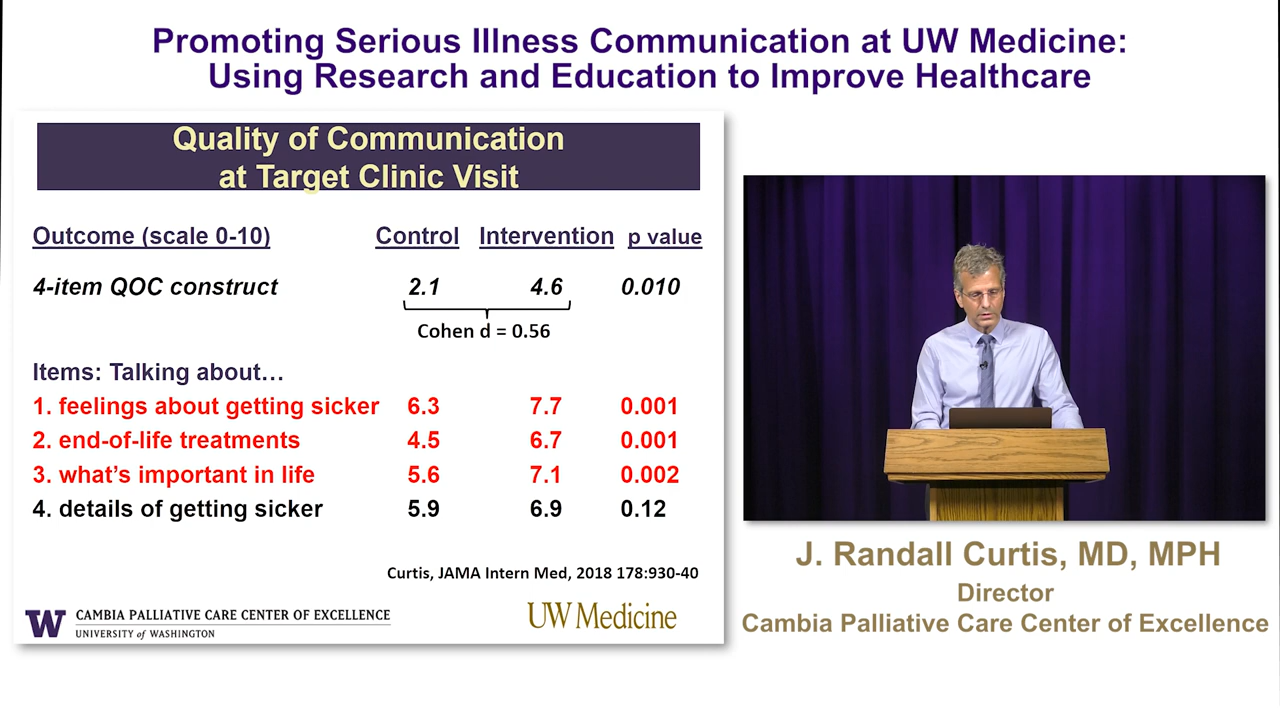 Promoting Serious Illness Communication at UW Medicine:
Using Research and Education to Improve Healthcare
Quality of Communication
at Target Clinic Visit
Outcome (scale 0-10) Control Intervention p value
4-item QOC construct 2.1 4.6 0.010
Cohen d = 0.56
Items: Talking about…
1. feelings about getting sicker 6.3 7.7 0.001
2. end-of-life treatments 4.5 6.7 0.001
3. what’s important in life 5.6 7.1 0.002
4. details of getting sicker 5.9 6.9 0.12
Curtis, JAMA Intern Med, 2018 178:930-40
W CAMBIA PALLIATIVE CARE CENTER OF EXCELLENCE
UNIVERSITY of WASHINGTON
UW Medicine
J. Randall Curtis, MD, MPH
Director
Cambia Palliative Care Center of Excellence